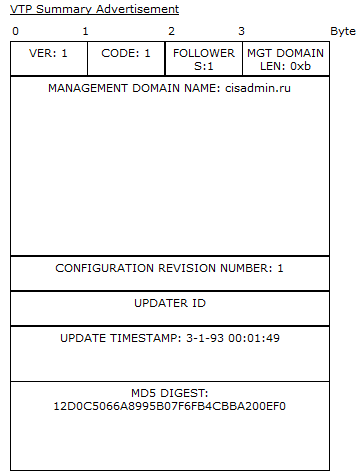 VTP Summary Advertisement
0 1 2 3 Byte
VER: 1 CODE: 1 FOLLOWER MGT DOMAIN
S:1 LEN: 0xb
MANAGEMENT DOMAIN NAME: cisadmin.ru
CONFIGURATION REVISION NUMBER: 1
UPDATER ID
UPDATE TIMESTAMP: 3-1-93 00:01:49
MD5 DIGEST:
12D0C5066A8995B07F6FB4CBBA200EF0